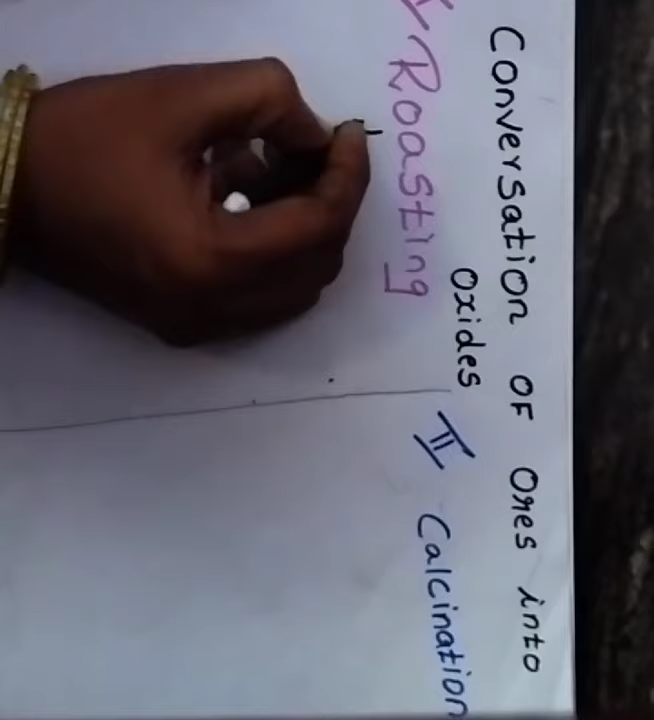 Conversation OF Ores into
oxides
Roasting
II Calcination